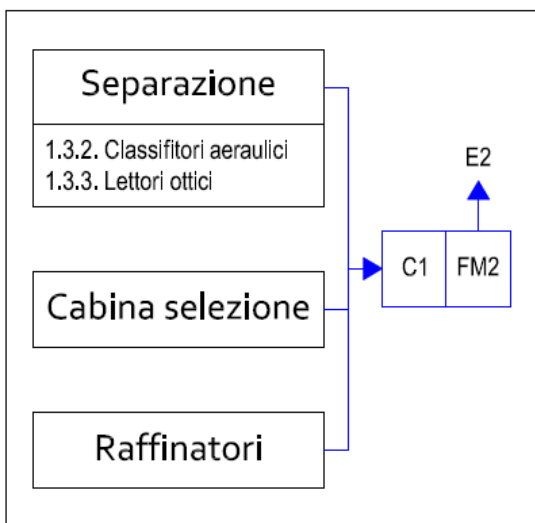 Separazione
1.3.2. Classifitori aeraulici
1.3.3. Lettori ottici
E2
C1 FM2
Cabina selezione
Raffinatori